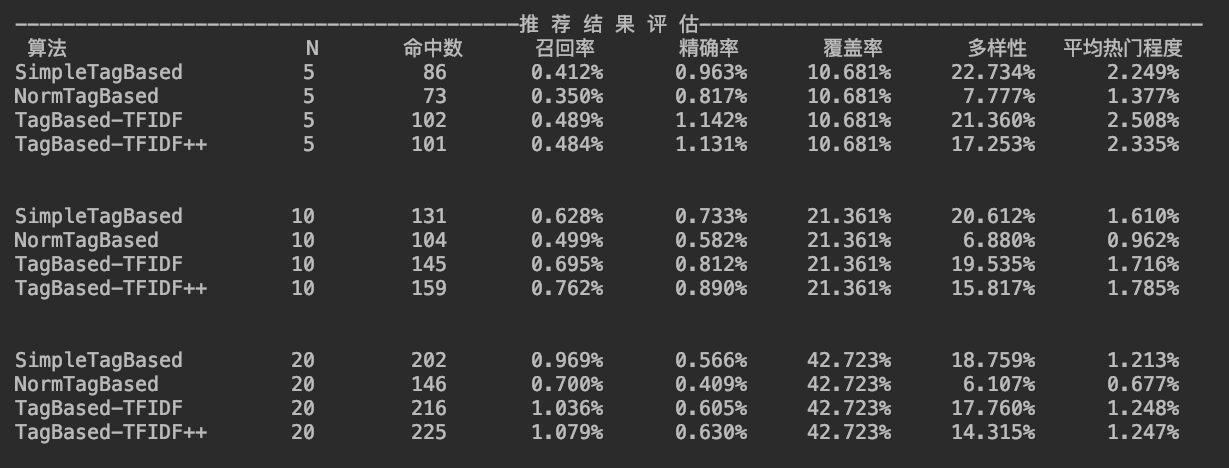 ——————————————————————————————————————————推 荐 结 果 评 估——————————————————————————————————————————
算法 N 命中数 召回率 精确率 覆盖率 多样性 平均热门程度
SimpleTagBased 5 86 0.412% 0.963% 10.681% 22.734% 2.249%
NormTagBased 5 73 0.350% 0.817% 10.681% 7.777% 1.377%
TagBased-TFIDF 5 102 0.489% 1.142% 10.681% 21.360% 2.508%
TagBased-TFIDF++ 5 101 0.484% 1.131% 10.681% 17.253% 2.335%
SimpleTagBased 10 131 0.628% 0.733% 21.361% 20.612% 1.610%
NormTagBased 10 104 0.499% 0.582% 21.361% 6.880% 0.962%
TagBased-TFIDF 10 145 0.695% 0.812% 21.361% 19.535% 1.716%
TagBased-TFIDF++ 10 159 0.762% 0.890% 21.361% 15.817% 1.785%
SimpleTagBased 20 202 0.969% 0.566% 42.723% 18.759% 1.213%
NormTagBased 20 146 0.700% 0.409% 42.723% 6.107% 0.677%
TagBased-TFIDF 20 216 1.036% 0.605% 42.723% 17.760% 1.248%
TagBased-TFIDF++ 20 225 1.079% 0.630% 42.723% 14.315% 1.247%